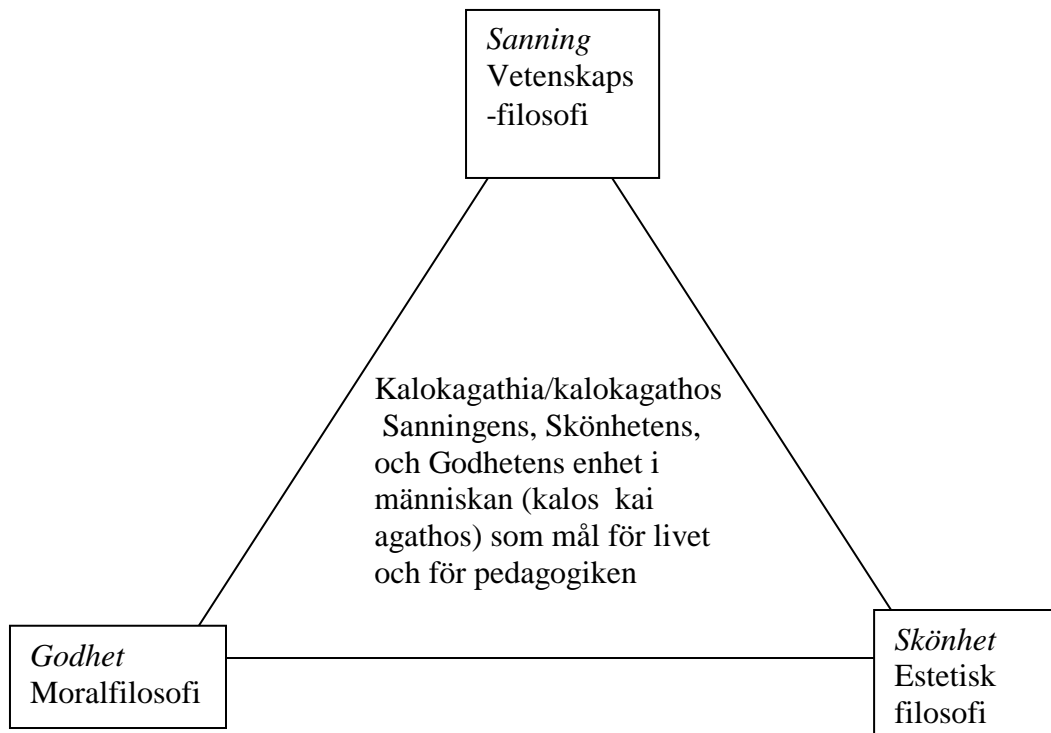 Sanning
Vetenskaps
-filosofi
Kalokagathia/kalokagathos
Sanningens, Skönhetens,
och Godhetens enhet i
människan (kalos kai
agathos) som mål för livet
och för pedagogiken
Godhet
Moralfilosofi
Skönhet
Estetisk
filosofi